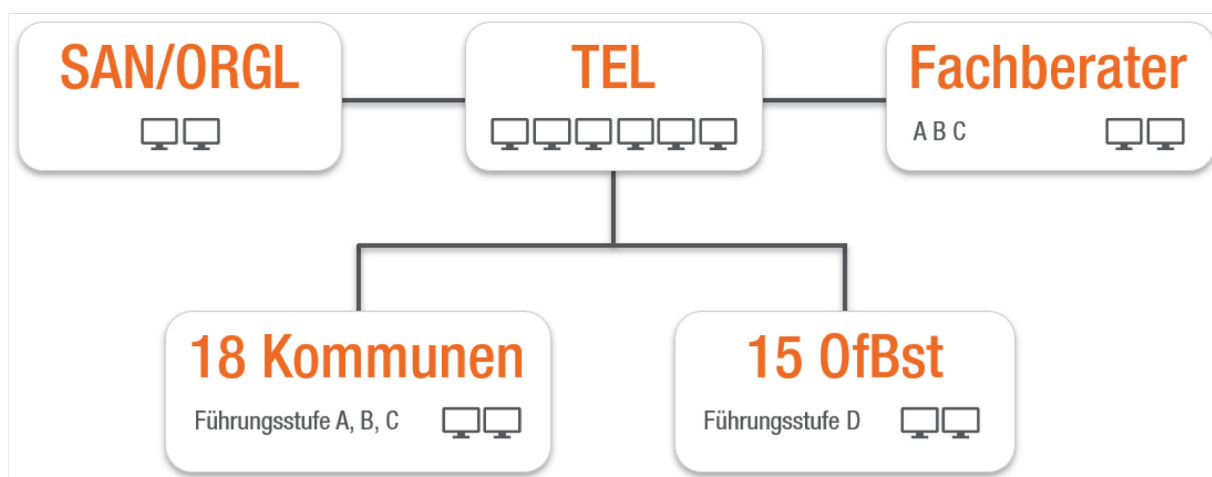 SAN/ORGL
TEL
Fachberater
A B C
18 Kommunen
Führungsstufe A, B, C
15 OfBst
Führungsstufe D